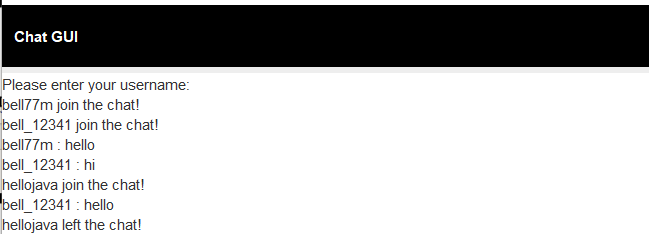 Chat GUI
Please enter your username:
bell77m join the chat!
bell_12341 join the chat!
bell77m : hello
bell_12341 : hi
hellojava join the chat!
bell_12341 : hello
hellojava left the chat!